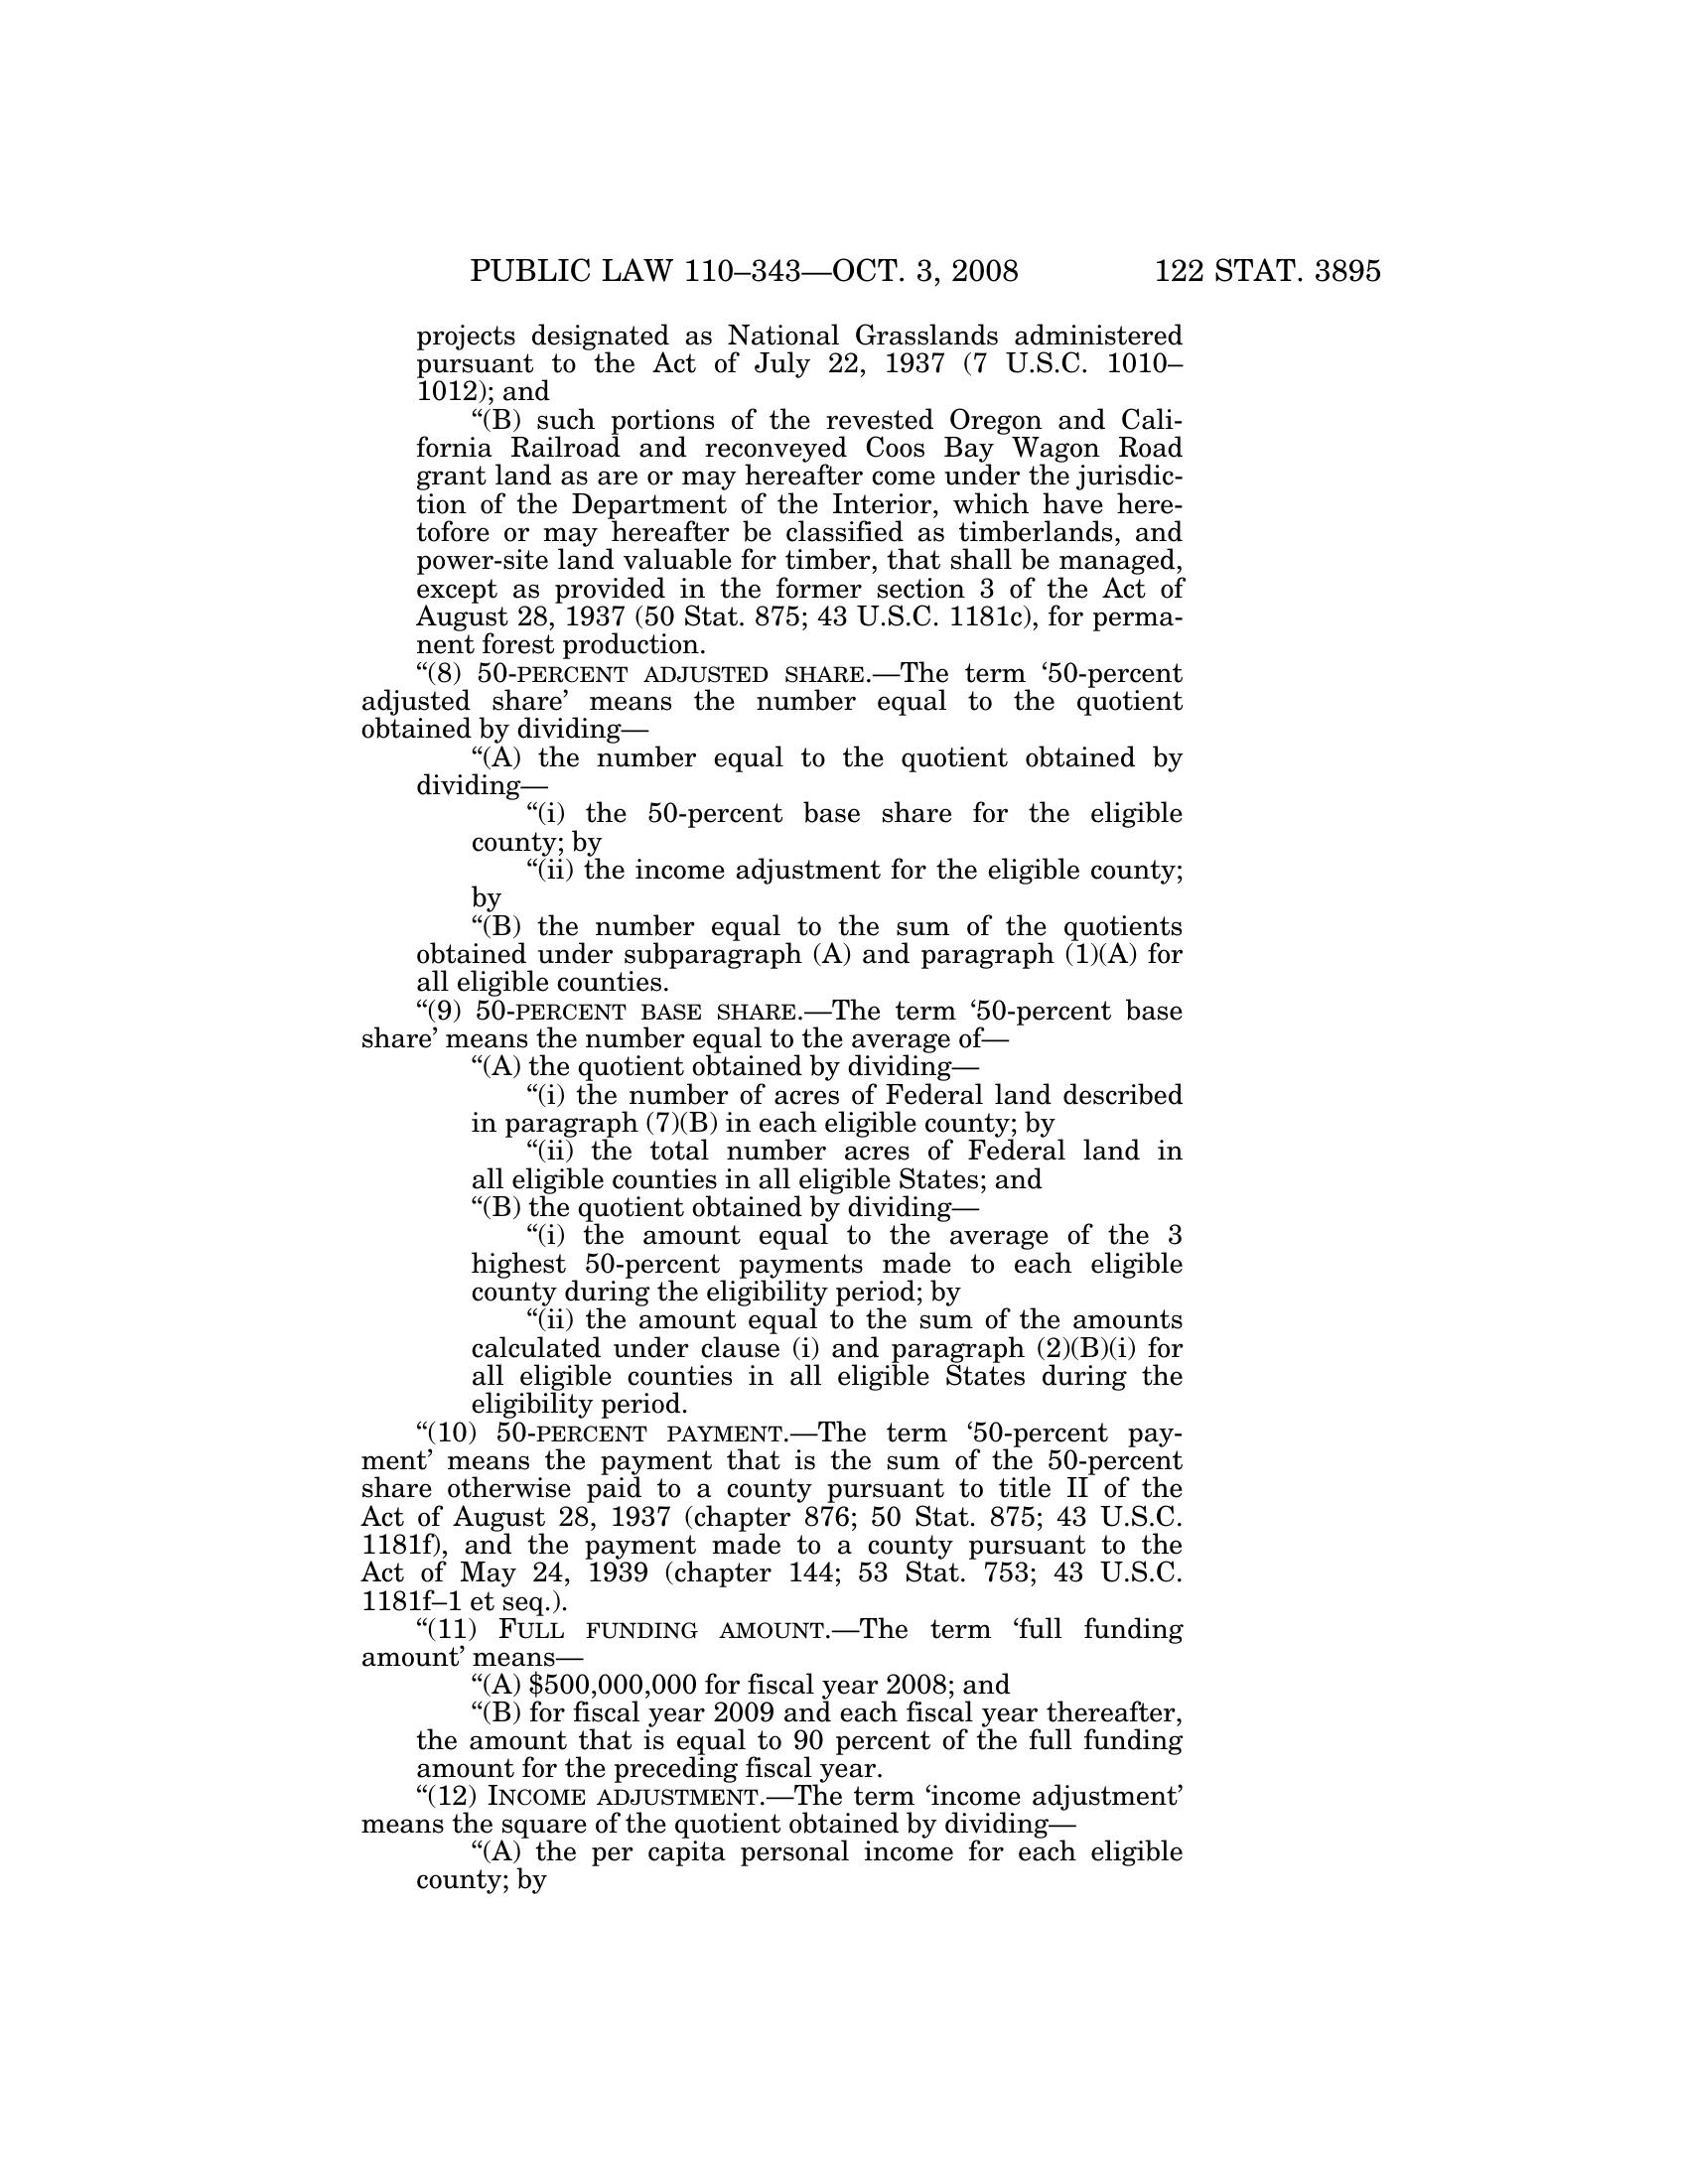 PUBLIC LAW 110–343—OCT. 3, 2008 122 STAT. 3895
projects designated as National Grasslands administered
pursuant to the Act of July 22, 1937 (7 U.S.C. 1010–
1012); and
“(B) such portions of the revested Oregon and Cali-
fornia Railroad and reconveyed Coos Bay Wagon Road
grant land as are or may hereafter come under the jurisdic-
tion of the Department of the Interior, which have here-
tofore or may hereafter be classified as timberlands, and
power-site land valuable for timber, that shall be managed,
except as provided in the former section 3 of the Act of
August 28, 1937 (50 Stat. 875; 43 U.S.C. 1181c), for perma-
nent forest production.
“(8) 50-PERCENT ADJUSTED SHARE.—The term ‘50-percent
adjusted share’ means the number equal to the quotient
obtained by dividing—
“(A) the number equal to the quotient obtained by
dividing—
“(i) the 50-percent base share for the eligible
county; by
“(ii) the income adjustment for the eligible county;
by
“(B) the number equal to the sum of the quotients
obtained under subparagraph (A) and paragraph (1)(A) for
all eligible counties.
“(9) 50-PERCENT BASE SHARE.—The term ‘50-percent base
share’ means the number equal to the average of—
“(A) the quotient obtained by dividing—
“(i) the number of acres of Federal land described
in paragraph (7)(B) in each eligible county; by
“(ii) the total number acres of Federal land in
all eligible counties in all eligible States; and
“(B) the quotient obtained by dividing—
“(i) the amount equal to the average of the 3
highest 50-percent payments made to each eligible
county during the eligibility period; by
“(ii) the amount equal to the sum of the amounts
calculated under clause (i) and paragraph (2)(B)(i) for
all eligible counties in all eligible States during the
eligibility period.
“(10) 50-PERCENT PAYMENT.—The term ‘50-percent pay-
ment’ means the payment that is the sum of the 50-percent
share otherwise paid to a county pursuant to title II of the
Act of August 28, 1937 (chapter 876; 50 Stat. 875; 43 U.S.C.
1181f), and the payment made to a county pursuant to the
Act of May 24, 1939 (chapter 144; 53 Stat. 753; 43 U.S.C.
1181f–1 et seq.).
“(11) FULL FUNDING AMOUNT.—The term ‘full funding
amount’ means—
“(A) $500,000,000 for fiscal year 2008; and
“(B) for fiscal year 2009 and each fiscal year thereafter,
the amount that is equal to 90 percent of the full funding
amount for the preceding fiscal year.
“(12) INCOME ADJUSTMENT.—The term ‘income adjustment’
means the square of the quotient obtained by dividing—
“(A) the per capita personal income for each eligible
county; by